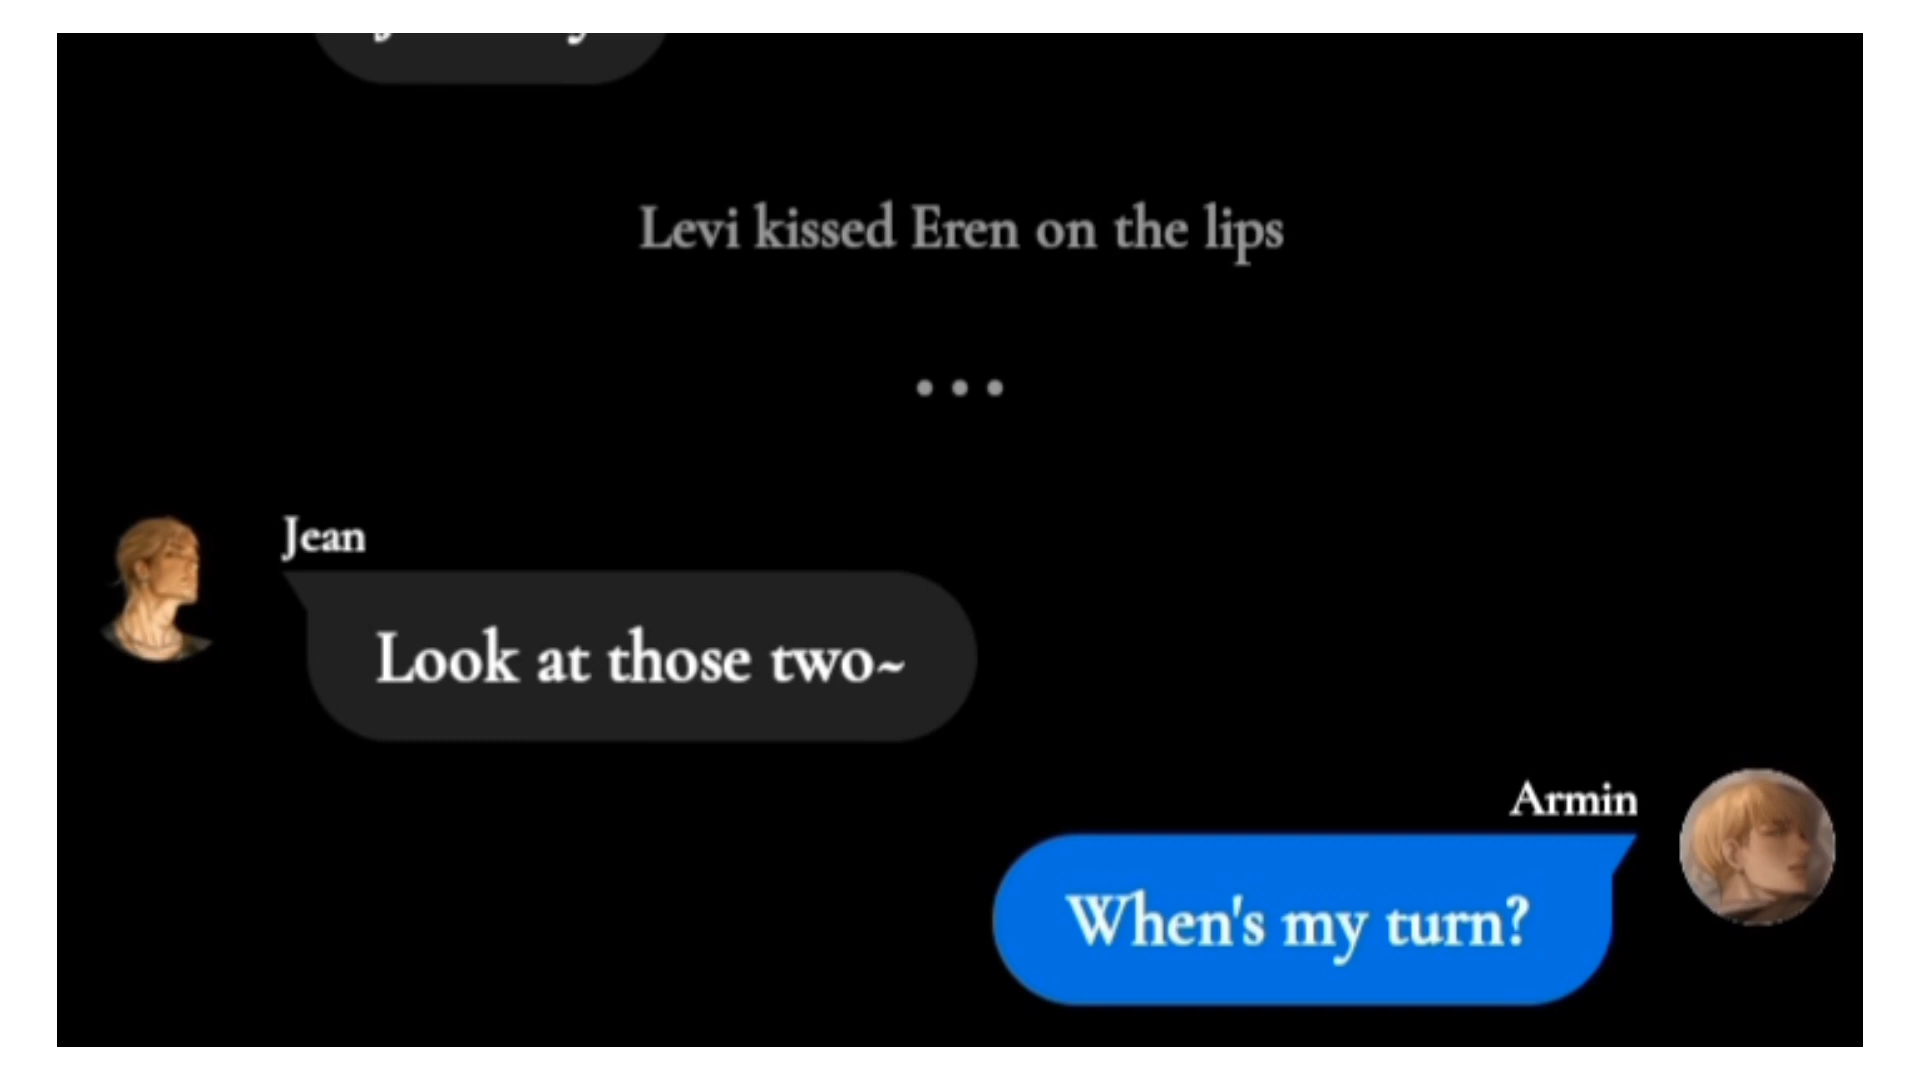 Levi kissed Eren on the lips
...
Jean
Look at those two~
Armin
When's my turn?